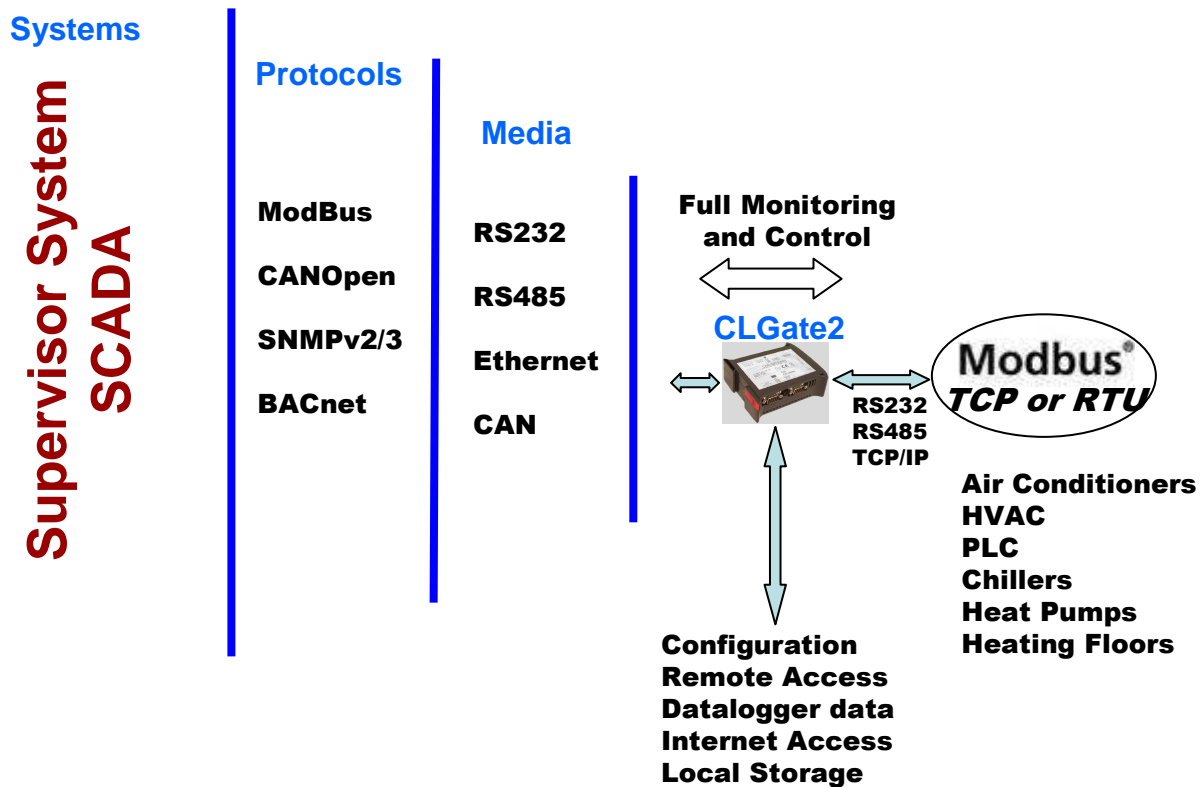 Systems
Supervisor System
SCADA
Protocols
ModBus
CANOpen
SNMPv2/3
BACnet
Media
RS232
RS485
Ethernet
CAN
Full Monitoring
and Control
CLGate2
RS232
RS485
TCP/IP
Modbus®
TCP or RTU
Air Conditioners
HVAC
PLC
Chillers
Heat Pumps
Heating Floors
Configuration
Remote Access
Datalogger data
Internet Access
Local Storage